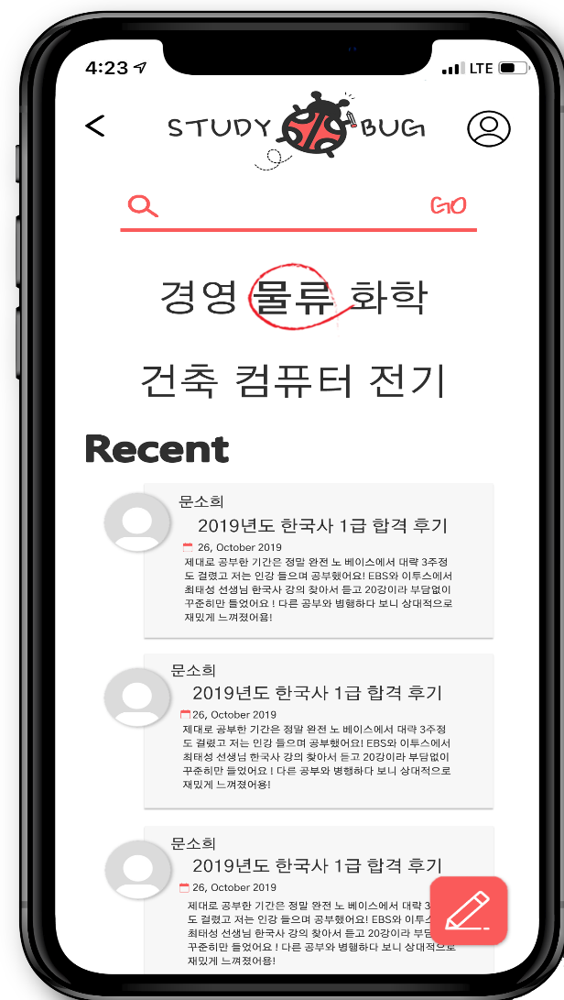 4:23 LTE
STUDY BUG
GO
경영 물류 화학
건축 컴퓨터 전기
Recent
문소희
2019년도 한국사 1급 합격 후기
26, October 2019
제대로 공부한 기간은 정말 완전 노 베이스에서 대략 3주정
도 걸렸고 저는 인강 들으며 공부했어요! EBS와 이투스에서
최태성 선생님 한국사 강의 찾아서 듣고 20강이라 부담없이
꾸준히만 들었어요 ! 다른 공부와 병행하다 보니 상대적으로
재밌게 느껴졌어용!
문소희
2019년도 한국사 1급 합격 후기
26, October 2019
제대로 공부한 기간은 정말 완전 노 베이스에서 대략 3주정
도 걸렸고 저는 인강 들으며 공부했어요! EBS와 이투스에서
최태성 선생님 한국사 강의 찾아서 듣고 20강이라 부담없이
꾸준히만 들었어요 ! 다른 공부와 병행하다 보니 상대적으로
재밌게 느껴졌어용!
문소희
2019년도 한국사 1급 합격 후기
26, October 2019
제대로 공부한 기간은 정말 완전 노 베이스에서 대략
도 걸렸고 저는 인강 들으며 공부했어요! EBS와
최태성 선생님 한국사 강의 찾아서 듣고 20강이라
꾸준히만 들었어요 ! 다른 공부와 병행하다 보니 상대적으로
재밌게 느껴졌어용!